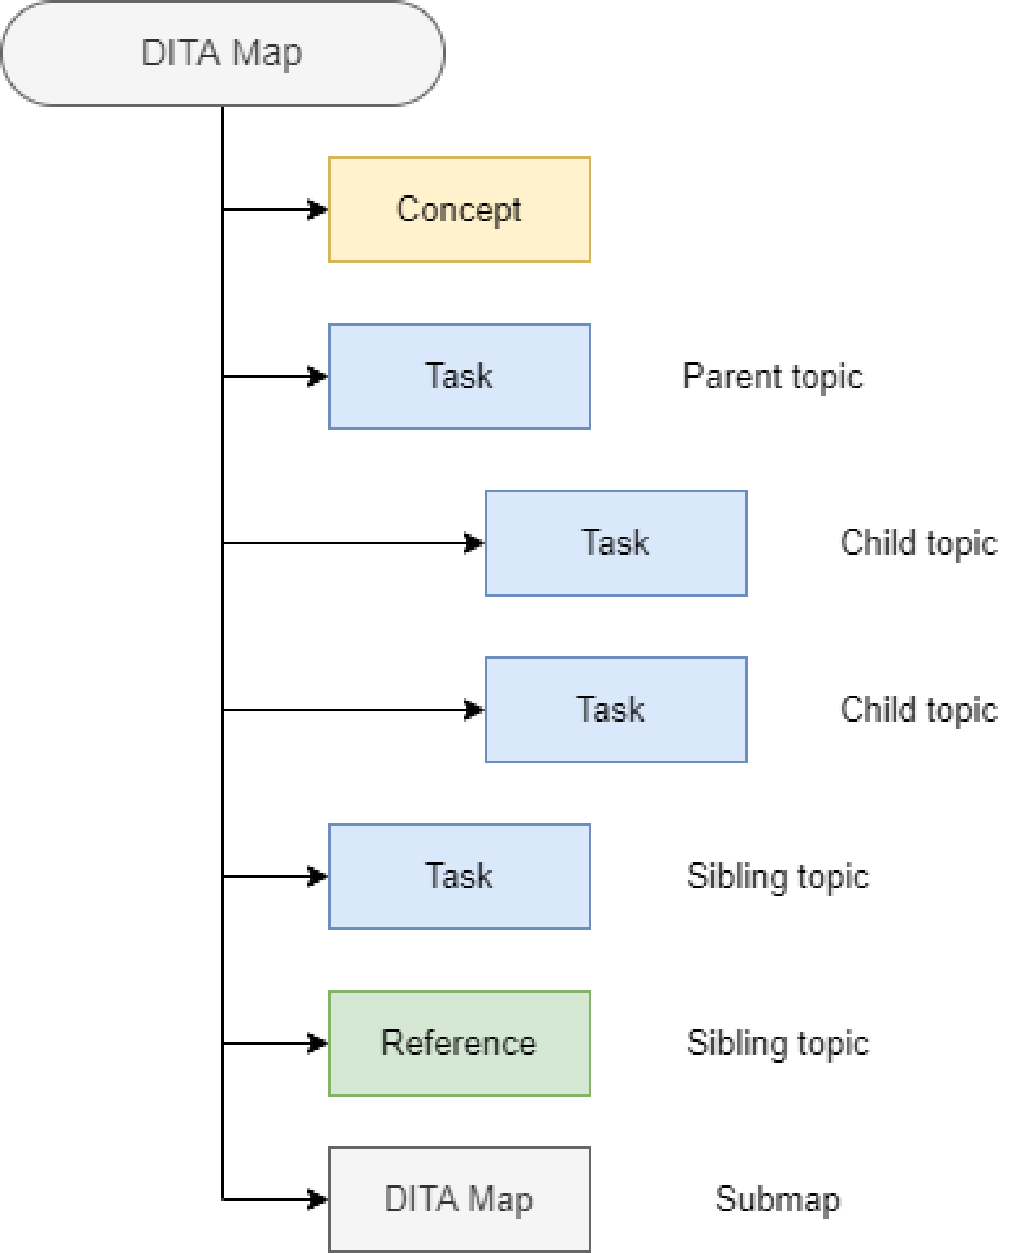 DITA Map
Concept
Task
Parent topic
Task
Child topic
Task
Child topic
Task
Sibling topic
Reference
Sibling topic
DITA Map
Submap